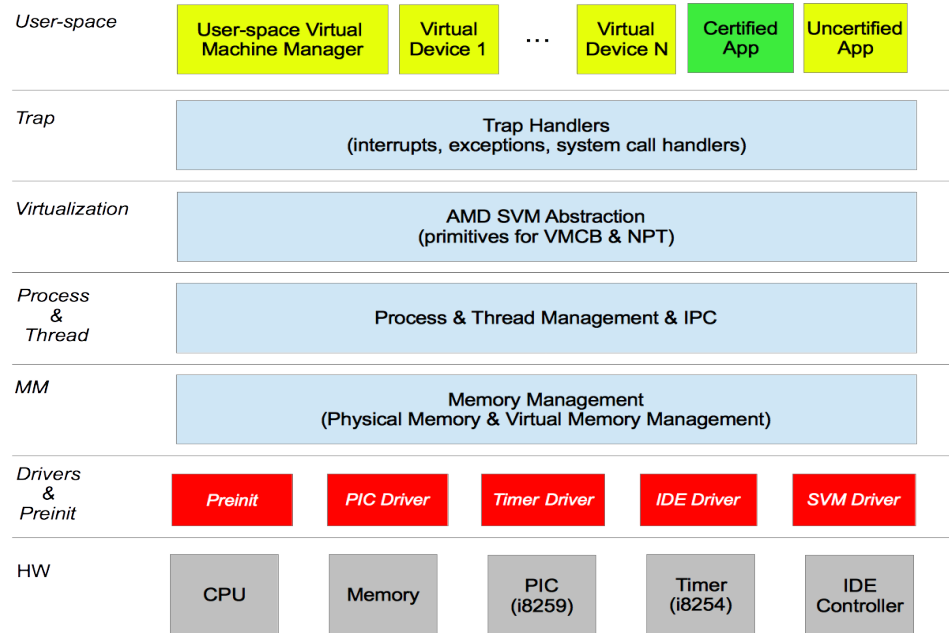 User-space
User-space Virtual
Machine Manager
Virtual
Device 1
...
Virtual
Device N
Certified
App
Uncertified
App
Trap
Trap Handlers
(interrupts, exceptions, system call handlers)
Virtualization
AMD SVM Abstraction
(primitives for VMCB & NPT)
Process
&
Thread
Process & Thread Management & IPC
MM
Memory Management
(Physical Memory & Virtual Memory Management)
Drivers
&
Preinit
Preinit
PIC Driver
Timer Driver
IDE Driver
SVM Driver
HW
CPU
Memory
PIC
(i8259)
Timer
(i8254)
IDE
Controller